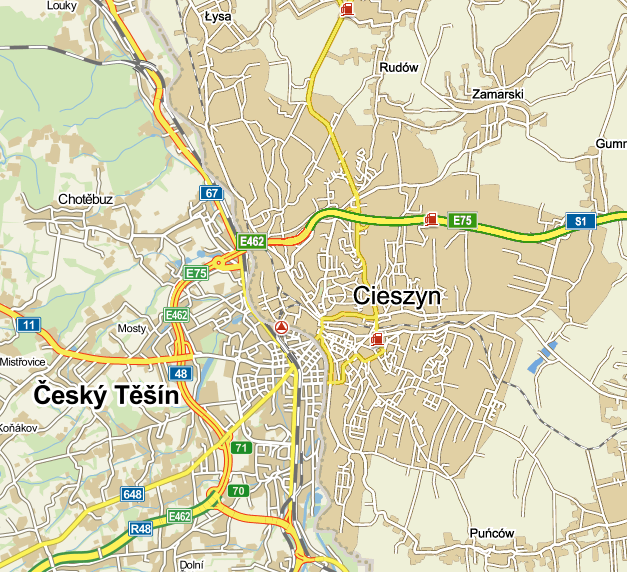 Louky
Łysa
Rudów
Zamarski
Gumn
67
Chotěbuz
E75
S1
E462
E75
Cieszyn
E462
11
Mosty
Mistřovice
48
Český Těšín
Koňákov
71
70
648
E462
R48
Puńców
Dolní